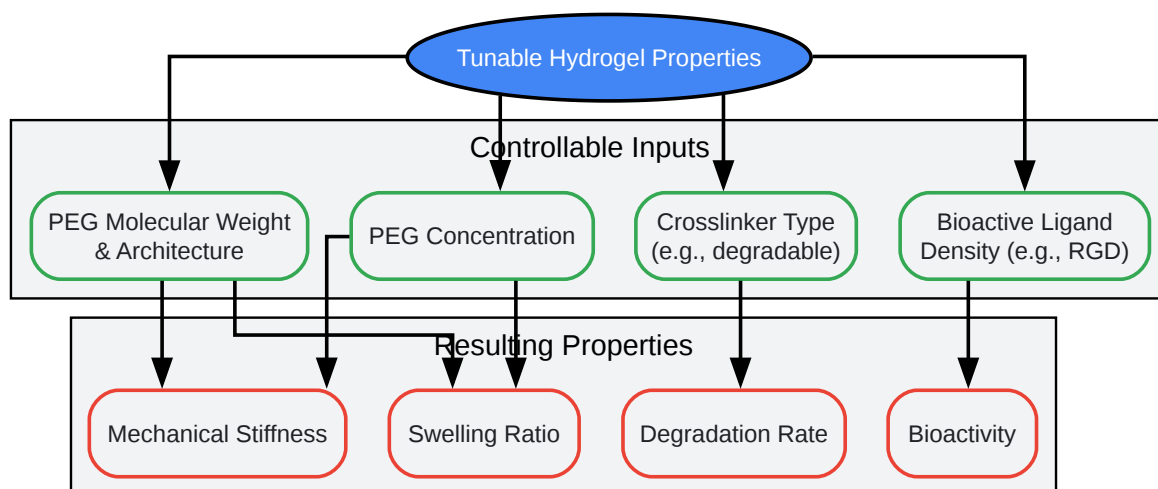 Tunable Hydrogel Properties
Controllable Inputs
PEG Molecular Weight
& Architecture
PEG Concentration
Crosslinker Type
(e.g., degradable)
Bioactive Ligand
Density (e.g., RGD)
Resulting Properties
Mechanical Stiffness
Swelling Ratio
Degradation Rate
Bioactivity